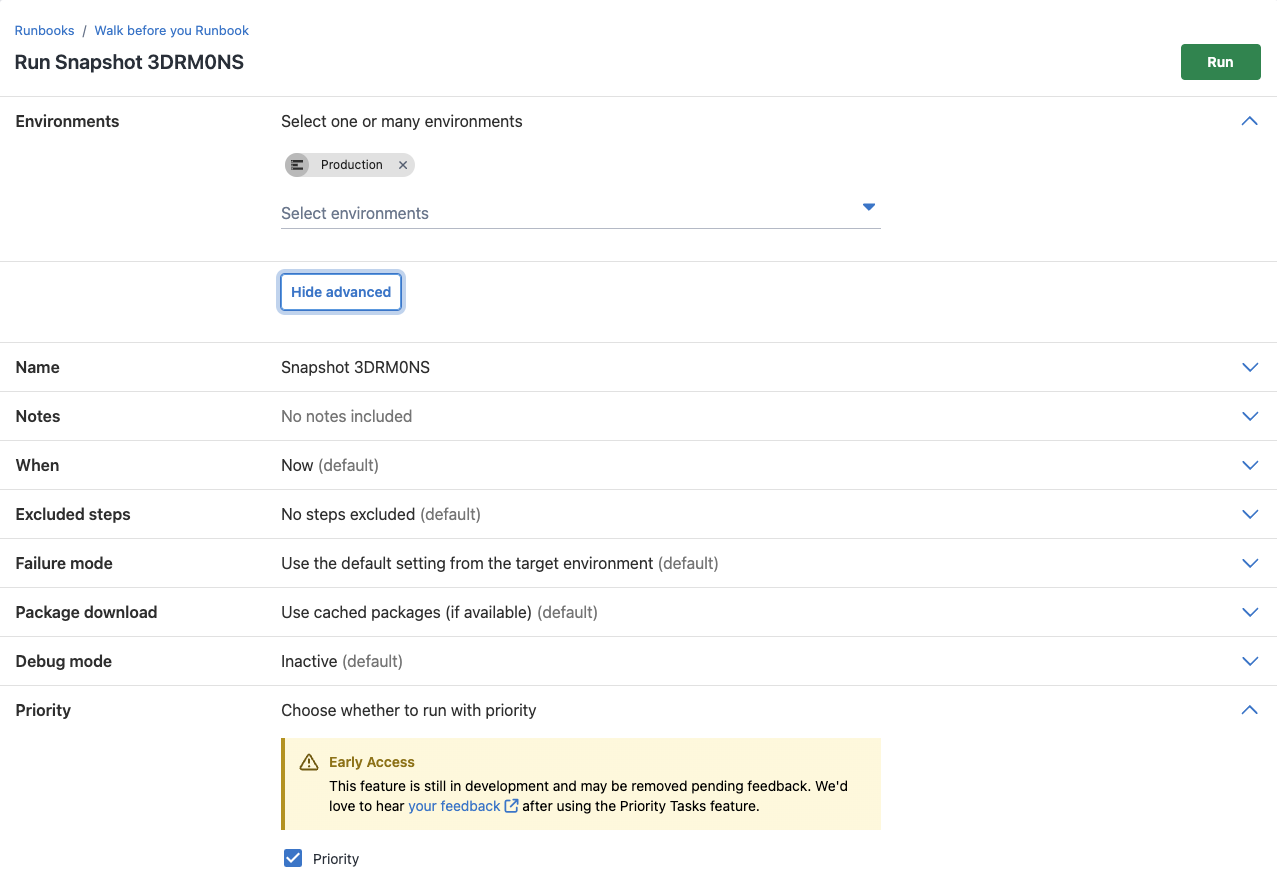 Runbooks / Walk before you Runbook
Run Snapshot 3DRM0NS
Run
Environments
Select one or many environments
Production
Select environments
Hide advanced
Name
Snapshot 3DRM0NS
Notes
No notes included
When
Now (default)
Excluded steps
No steps excluded (default)
Failure mode
Use the default setting from the target environment (default)
Package download
Use cached packages (if available) (default)
Debug mode
Inactive (default)
Priority
Choose whether to run with priority
Early Access
This feature is still in development and may be removed pending feedback. We'd
love to hear your feedback after using the Priority Tasks feature.
Priority